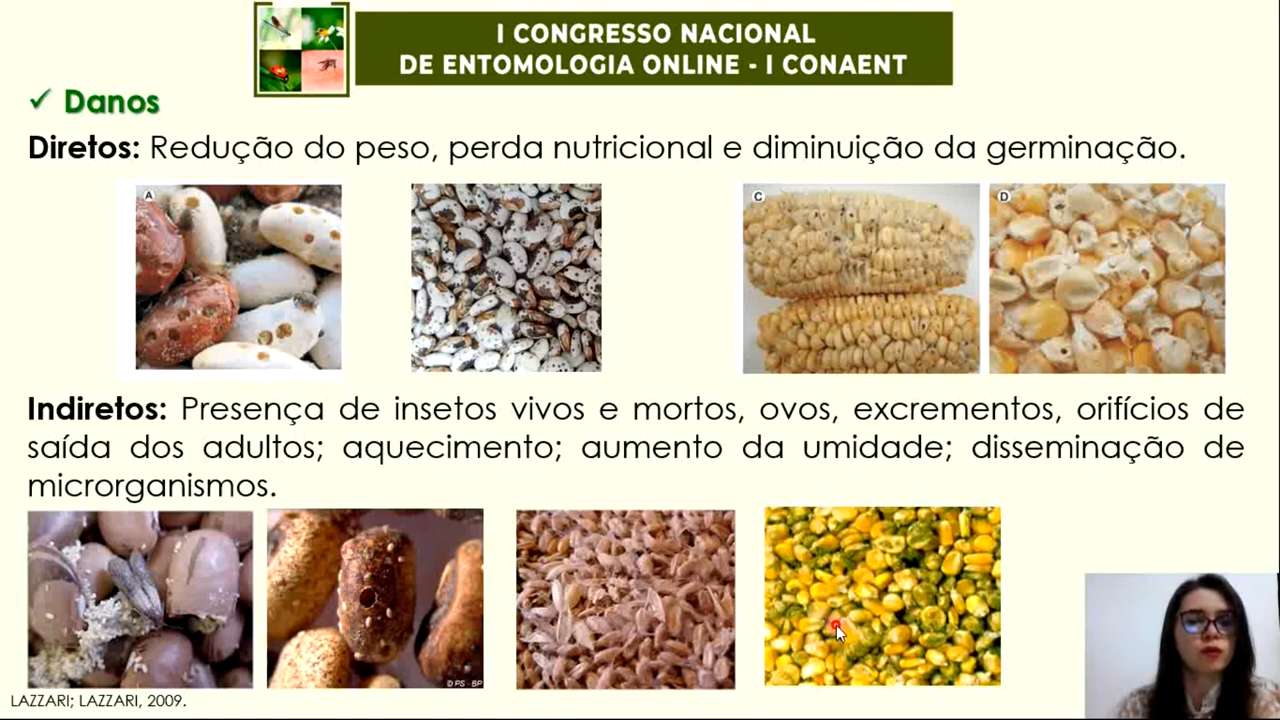 I CONGRESSO NACIONAL
DE ENTOMOLOGIA ONLINE - I CONAENT
✓ Danos
Diretos: Redução do peso, perda nutricional e diminuição da germinação.
A
C
D
Indiretos: Presença de insetos vivos e mortos, ovos, excrementos, orifícios de
saída dos adultos; aquecimento; aumento da umidade; disseminação de
microrganismos.
© PS - BP
LAZZARI; LAZZARI, 2009.